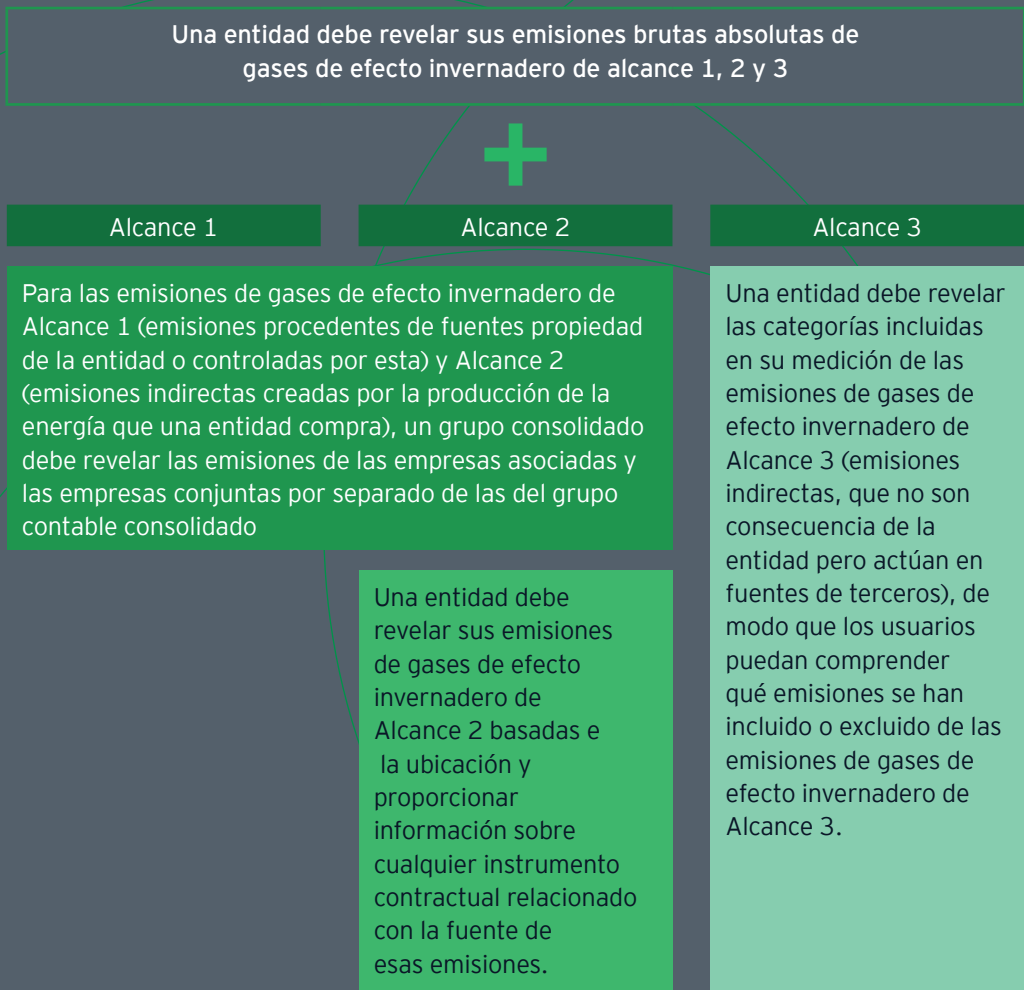 Una entidad debe revelar sus emisiones brutas absolutas de
gases de efecto invernadero de alcance 1, 2 y 3
+
Alcance 1
Alcance 2
Alcance 3
Para las emisiones de gases de efecto invernadero de
Alcance 1 (emisiones procedentes de fuentes propiedad
de la entidad o controladas por esta) y Alcance 2
(emisiones indirectas creadas por la producción de la
energía que una entidad compra), un grupo consolidado
debe revelar las emisiones de las empresas asociadas y
las empresas conjuntas por separado de las del grupo
contable consolidado
Una entidad debe
revelar sus emisiones
de gases de efecto
invernadero de
Alcance 2 basadas e
la ubicación y
proporcionar
información sobre
cualquier instrumento
contractual relacionado
con la fuente de
esas emisiones.
Una entidad debe revelar
las categorías incluidas
en su medición de las
emisiones de gases de
efecto invernadero de
Alcance 3 (emisiones
indirectas, que no son
consecuencia de la
entidad pero actúan en
fuentes de terceros), de
modo que los usuarios
puedan comprender
qué emisiones se han
incluido o excluido de las
emisiones de gases de
efecto invernadero de
Alcance 3.